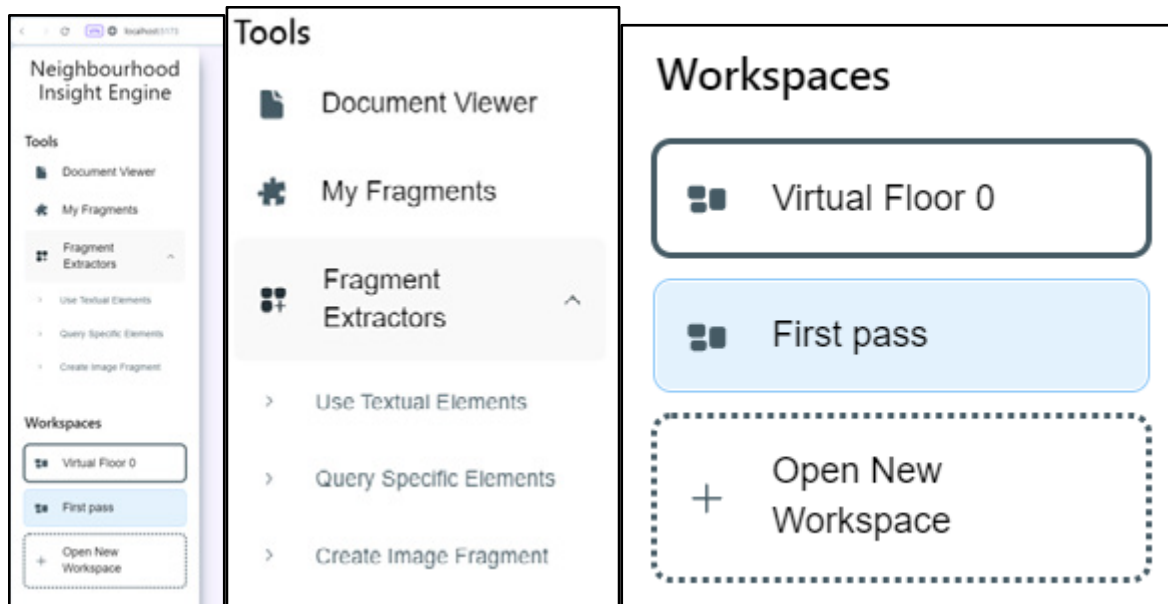 localhost:5173
Neighbourhood
Insight Engine
Tools
Document Viewer
My Fragments
Fragment
Extractors
Use Textual Elements
Query Specific Elements
Create Image Fragment
Workspaces
Virtual Floor 0
First pass
Open New
Workspace
Tools
Document Viewer
My Fragments
Fragment
Extractors
Use Textual Elements
Query Specific Elements
Create Image Fragment
Workspaces
Virtual Floor 0
First pass
Open New
Workspace